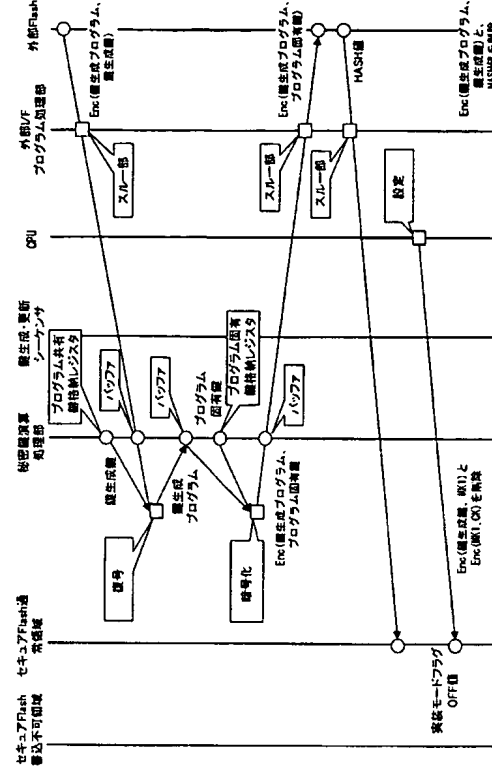 外部Flash
外部I/F
プログラム処理部
CPU
鍵生成・更新
シーケンサ
秘密鍵演算
処理部
セキュアFlash通
常領域
セキュアFlash
書込不可領域
Enc(鍵生成プログラム、
鍵生成鍵)
スルー部
プログラム共有
鍵格納レジスタ
鍵生成鍵
バッファ
復号
鍵生成
プログラム
バッファ
プログラム
固有鍵
プログラム固有
鍵格納レジスタ
暗号化
バッファ
Enc(鍵生成プログラム、
プログラム固有鍵)
スルー部
Enc(鍵生成プログラム、
プログラム固有鍵)
HASH値
スルー部
設定
実装モードフラグ
OFF値
Enc(鍵生成鍵、MK(1)と
Enc(MK(1,CK)を削除
Enc(鍵生成プログラム、
鍵生成鍵)と、